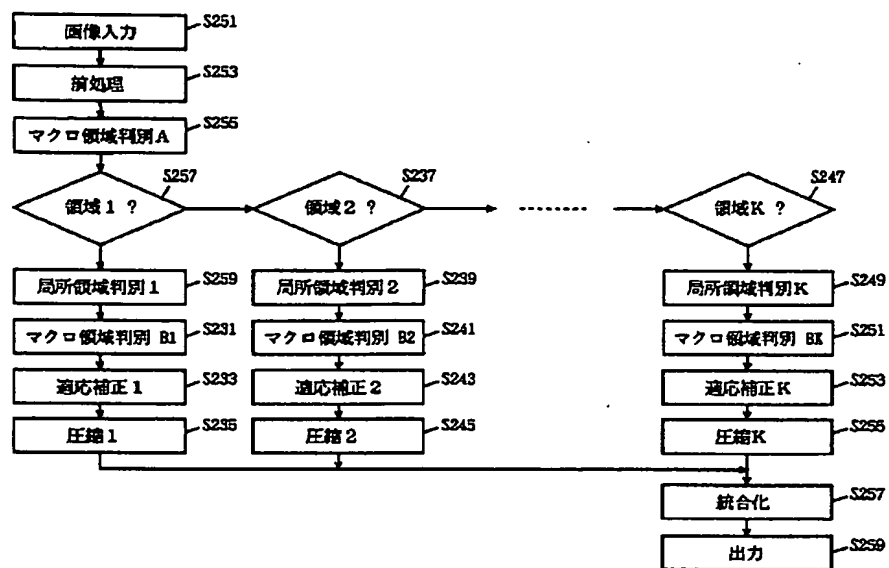 画像入力 S251
前処理 S253
マクロ領域判別A S255
領域1 ? S257
領域2 ? S237
領域K ? S247
局所領域判別1 S259
局所領域判別2 S239
局所領域判別K S249
マクロ領域判別 B1 S231
マクロ領域判別 B2 S241
マクロ領域判別 BK S251
適応補正1 S233
適応補正2 S243
適応補正K S253
圧縮1 S235
圧縮2 S245
圧縮K S255
統合化 S257
出力 S259